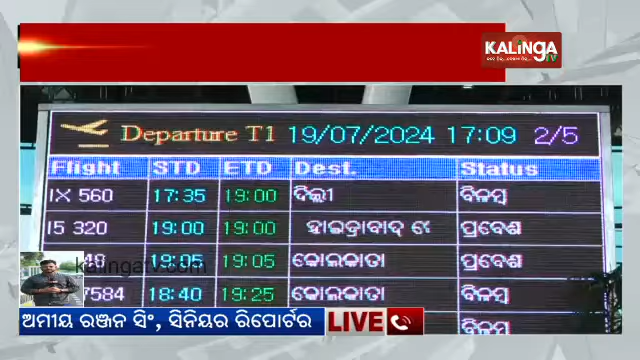 KALINGA TV
Departure T1 19/07/2024 17:09 2/5
Flight STD ETD Dest. Status
IX 560 17:35 19:00 ଦିଲ୍ଲୀ ବିଳମ୍ବ
I5 320 19:00 19:00 ହାଇଦ୍ରାବାଦ୍ ପ୍ରବେଶ
48 19:05 19:05 କୋଲକାତା ପ୍ରବେଶ
kalingatv.com
7584 18:40 19:25 କୋଲକାତା ବିଳମ୍ବ
ବିଳମ୍ବ
ଅମୀୟ ରଞ୍ଜନ ସିଂ, ସିନିୟର ରିପୋର୍ଟର LIVE